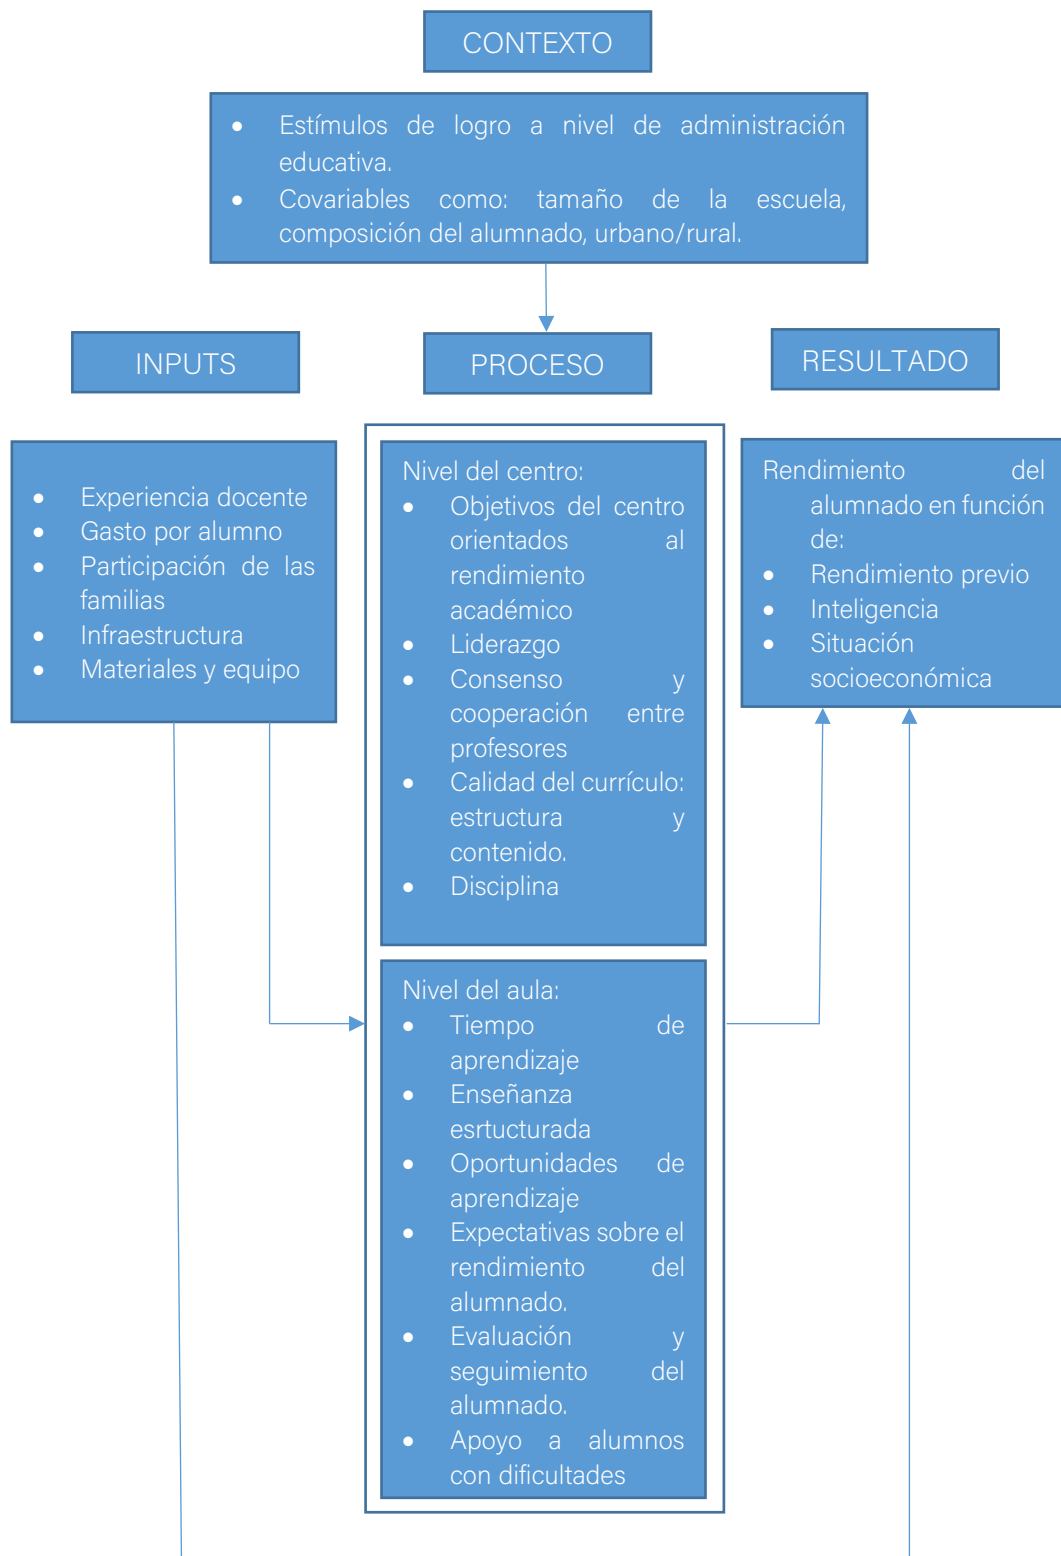 CONTEXTO
• Estímulos de logro a nivel de administración
educativa.
• Covariables como: tamaño de la escuela,
composición del alumnado, urbano/rural.
INPUTS
PROCESO
RESULTADO
• Experiencia docente
• Gasto por alumno
• Participación de las
familias
• Infraestructura
• Materiales y equipo
Nivel del centro:
• Objetivos del centro
orientados al
rendimiento
académico
• Liderazgo
• Consenso y
cooperación entre
profesores
• Calidad del currículo:
estructura y
contenido.
• Disciplina
Nivel del aula:
• Tiempo de
aprendizaje
• Enseñanza
esrtucturada
• Oportunidades de
aprendizaje
• Expectativas sobre el
rendimiento del
alumnado.
• Evaluación y
seguimiento del
alumnado.
• Apoyo a alumnos
con dificultades
Rendimiento del
alumnado en función
de:
• Rendimiento previo
• Inteligencia
• Situación
socioeconómica